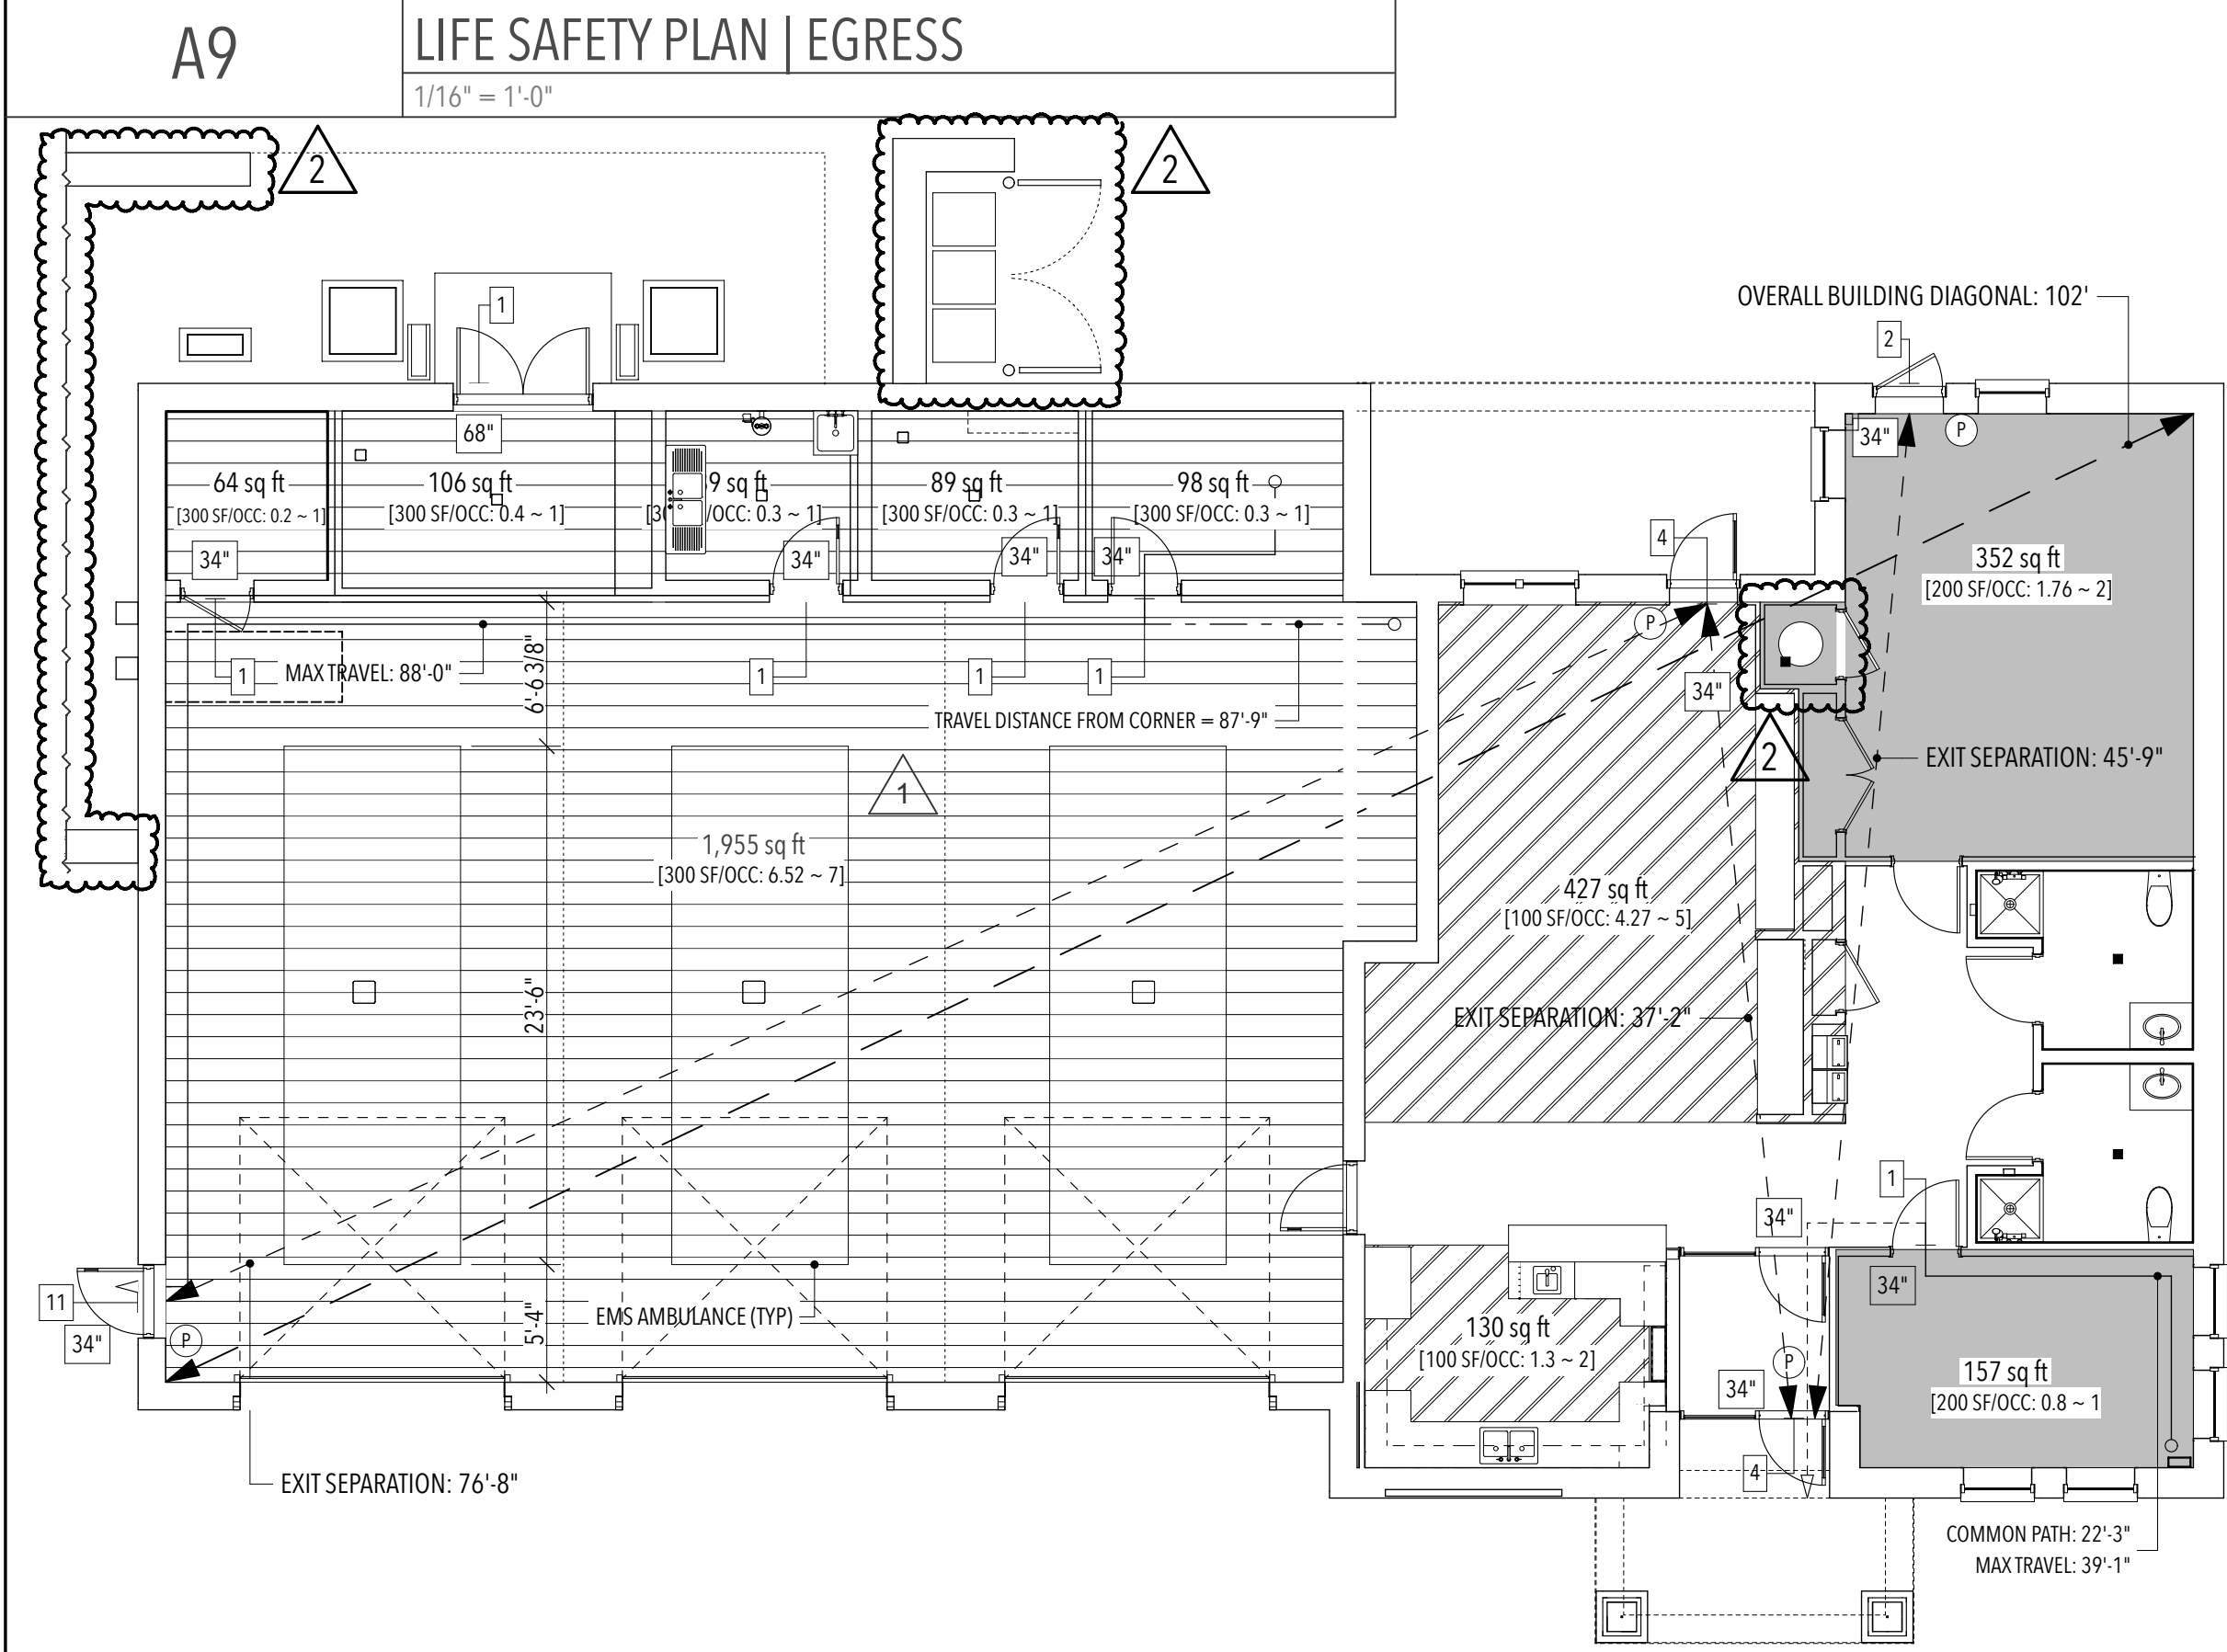 A9
LIFE SAFETY PLAN | EGRESS
1/16" = 1'-0"
2
2
1
OVERALL BUILDING DIAGONAL: 102'
2
68"
34"
P
64 sq ft
[300 SF/OCC: 0.2 ~ 1]
106 sq ft
[300 SF/OCC: 0.4 ~ 1]
9 sq ft
/OCC: 0.3 ~ 1]
89 sq ft
[300 SF/OCC: 0.3 ~ 1]
98 sq ft
[300 SF/OCC: 0.3 ~ 1]
34"
34"
34"
34"
4
352 sq ft
[200 SF/OCC: 1.76 ~ 2]
P
1
MAX TRAVEL: 88'-0"
6'-6 3/8"
1
1
1
34"
TRAVEL DISTANCE FROM CORNER = 87'-9"
2
EXIT SEPARATION: 45'-9"
1
1,955 sq ft
[300 SF/OCC: 6.52 ~ 7]
427 sq ft
[100 SF/OCC: 4.27 ~ 5]
23'-6"
EXIT SEPARATION: 37'-2"
1
34"
34"
11
34"
P
5'-4"
EMS AMBULANCE (TYP)
130 sq ft
[100 SF/OCC: 1.3 ~ 2]
P
34"
157 sq ft
[200 SF/OCC: 0.8 ~ 1
4
EXIT SEPARATION: 76'-8"
COMMON PATH: 22'-3"
MAX TRAVEL: 39'-1"